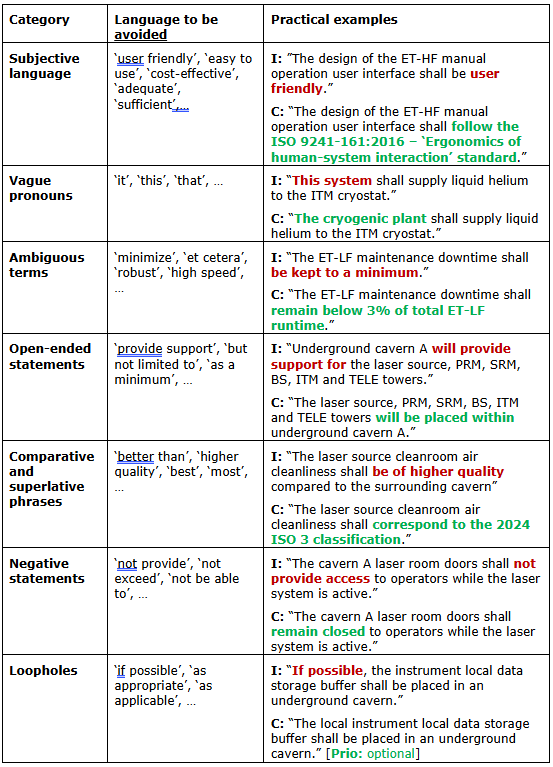 Category
Language to be
avoided
Practical examples
Subjective
language
‘user friendly’, ‘easy to
use’, ‘cost-effective’,
‘adequate’,
‘sufficient’,…
I: “The design of the ET-HF manual
operation user interface shall be user
friendly.”
C: “The design of the ET-HF manual
operation user interface shall follow the
ISO 9241-161:2016 – ‘Ergonomics of
human-system interaction’ standard.”
Vague
pronouns
‘it’, ‘this’, ‘that’, …
I: “This system shall supply liquid helium
to the ITM cryostat.”
C: “The cryogenic plant shall supply liquid
helium to the ITM cryostat.”
Ambiguous
terms
‘minimize’, ‘et cetera’,
‘robust’, ‘high speed’,
…
I: “The ET-LF maintenance downtime shall
be kept to a minimum.”
C: “The ET-LF maintenance downtime shall
remain below 3% of total ET-LF
runtime.”
Open-ended
statements
‘provide support’, ‘but
not limited to’, ‘as a
minimum’, …
I: “Underground cavern A will provide
support for the laser source, PRM, SRM,
BS, ITM and TELE towers.”
C: “The laser source, PRM, SRM, BS, ITM
and TELE towers will be placed within
underground cavern A.”
Comparative
and
superlative
phrases
‘better than’, ‘higher
quality’, ‘best’, ‘most’,
…
I: “The laser source cleanroom air
cleanliness shall be of higher quality
compared to the surrounding cavern”
C: “The laser source cleanroom air
cleanliness shall correspond to the 2024
ISO 3 classification.”
Negative
statements
‘not provide’, ‘not
exceed’, ‘not be able
to’, …
I: “The cavern A laser room doors shall not
provide access to operators while the laser
system is active.”
C: “The cavern A laser room doors shall
remain closed to operators while the laser
system is active.”
Loopholes
‘if possible’, ‘as
appropriate’, ‘as
applicable’, …
I: “If possible, the instrument local data
storage buffer shall be placed in an
underground cavern.”
C: “The local instrument local data storage
buffer shall be placed in an underground
cavern.” [Prio: optional]